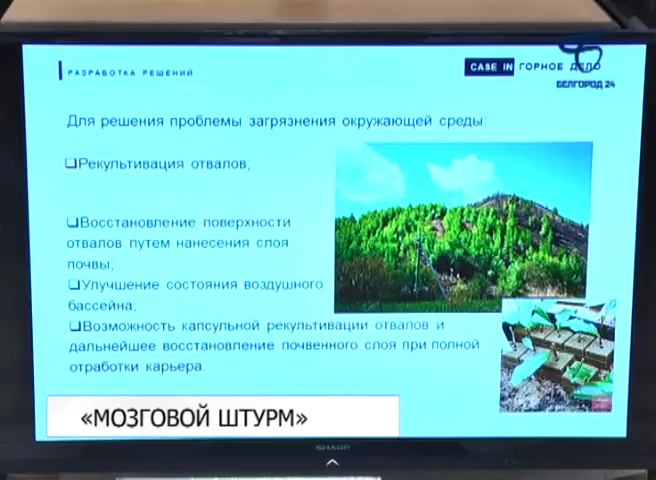 РАЗРАБОТКА РЕШЕНИЙ
CASE IN ГОРНОЕ ДЕЛО
БЕЛГОРОД 24
Для решения проблемы загрязнения окружающей среды:
❑Рекультивация отвалов;
❑Восстановление поверхности
отвалов путем нанесения слоя
почвы;
❑Улучшение состояния воздушного
бассейна;
❑Возможность капсульной рекультивации отвалов и
дальнейшее восстановление почвенного слоя при полной
отработки карьера.
«МОЗГОВОЙ ШТУРМ»
SHARP